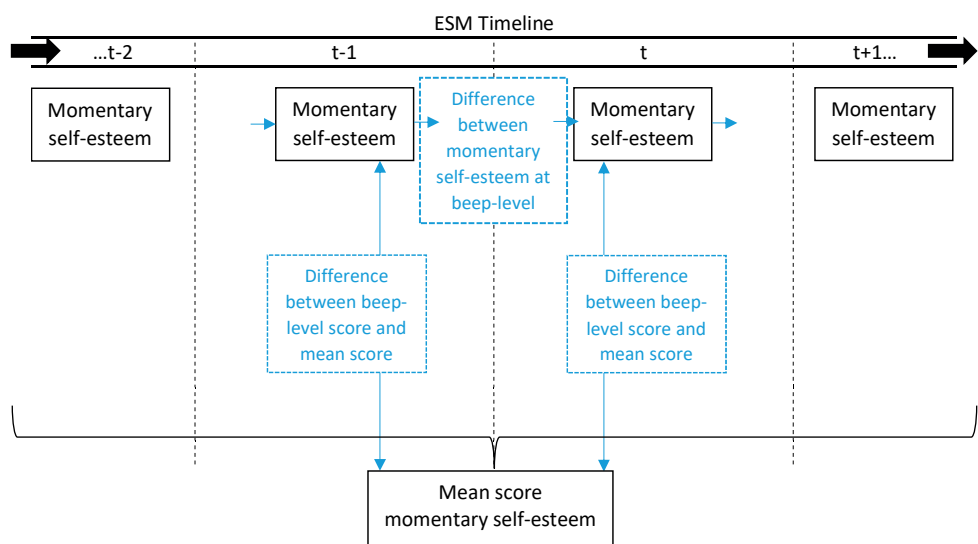 ESM Timeline
...t-2
t-1
t
t+1...
Momentary
self-esteem
Momentary
self-esteem
Difference
between
momentary
self-esteem at
beep-level
Momentary
self-esteem
Momentary
self-esteem
Difference
between beep-
level score and
mean score
Difference
between beep-
level score and
mean score
Mean score
momentary self-esteem